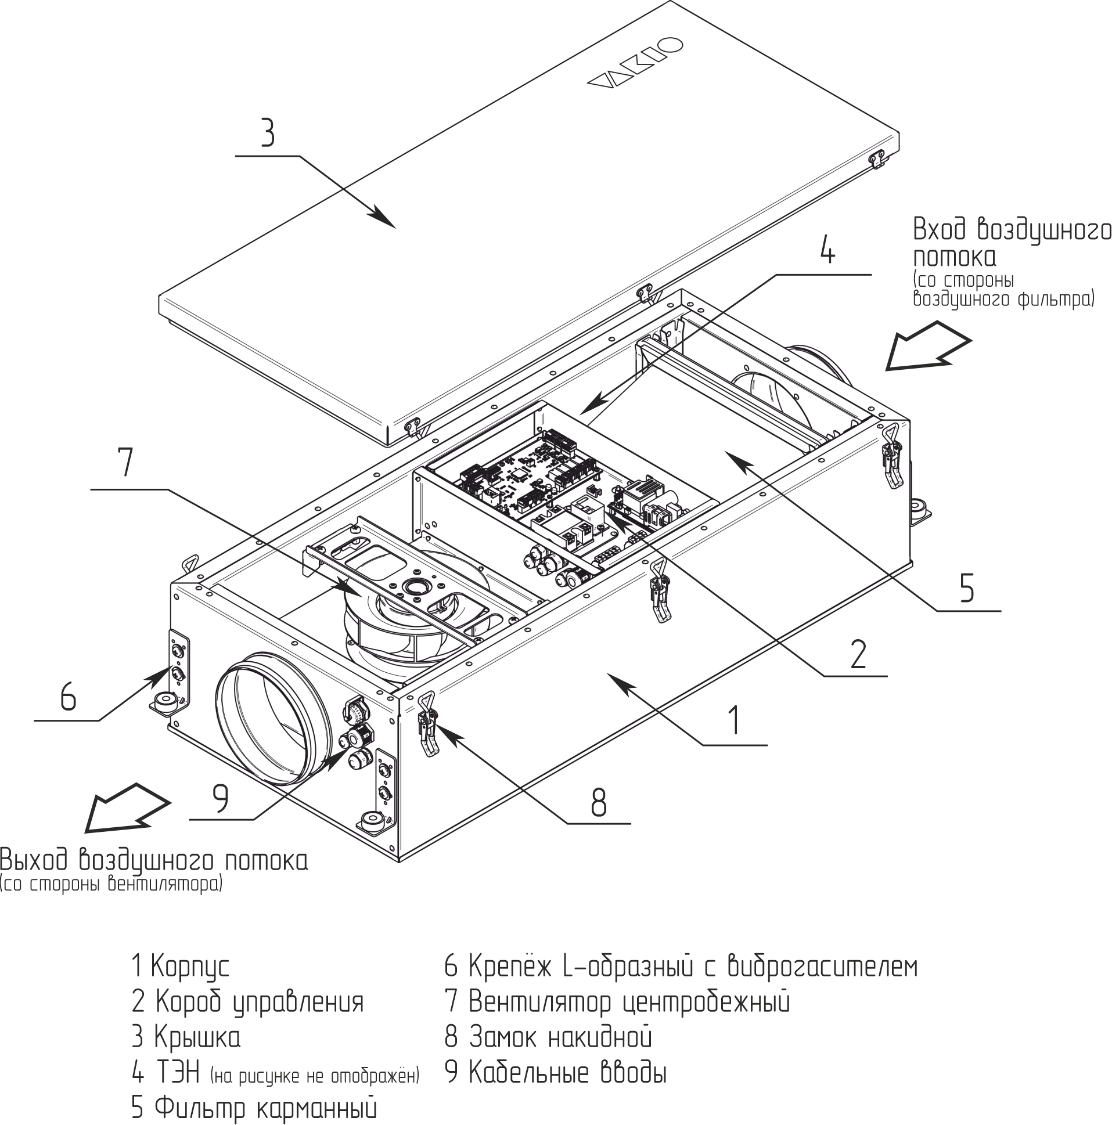 VAKIO
3
Вход воздушного
потока
(со стороны
воздушного фильтра)
4
7
5
2
6
1
9
8
Выход воздушного потока
(со стороны вентилятора)
1 Корпус
2 Короб управления
3 Крышка
4 ТЭН (на рисунке не отображён)
5 Фильтр карманный
6 Крепёж L-образный с виброгасителем
7 Вентилятор центробежный
8 Замок накидной
9 Кабельные вводы